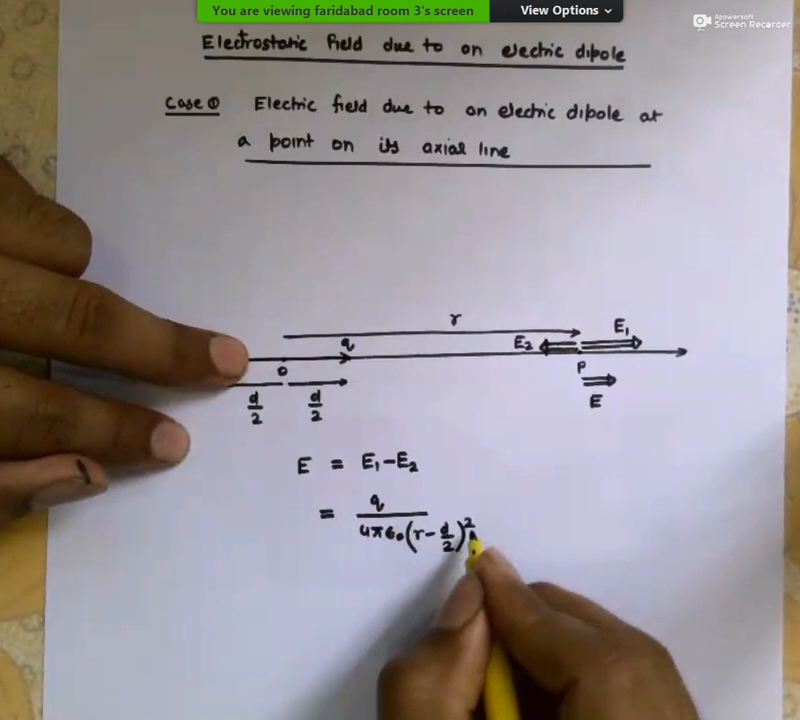 You are viewing faridabad room 3's screen
View Options
Apowersoft
Screen Recorder
Electrostatic field due to an electric dipole
Case ① Electric field due to an electric dipole at
a point on its axial line
r
E₁
E₂
q
O
P
d/2
d/2
E
E = E₁-E₂
= q/4πϵ₀(r-d/2)²